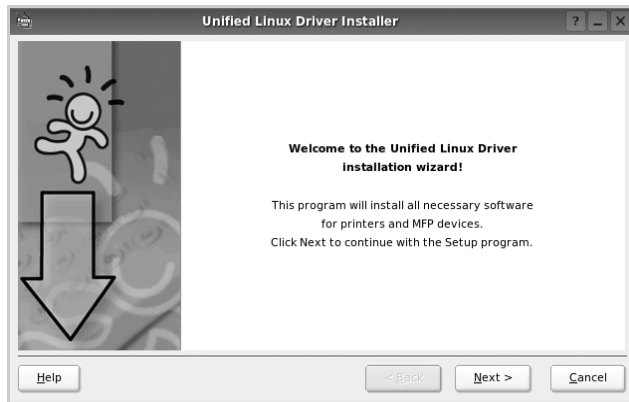 Unified Linux Driver Installer
? _ X
Welcome to the Unified Linux Driver
installation wizard!
This program will install all necessary software
for printers and MFP devices.
Click Next to continue with the Setup program.
Help
< Back
Next >
Cancel